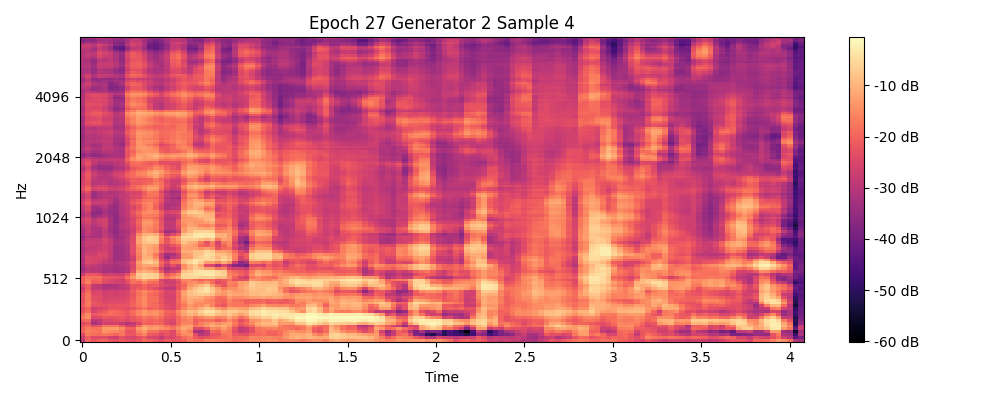 Epoch 27 Generator 2 Sample 4
Hz
4096
2048
1024
512
0
0 0.5 1 1.5 2 2.5 3 3.5 4
Time
-10 dB
-20 dB
-30 dB
-40 dB
-50 dB
-60 dB